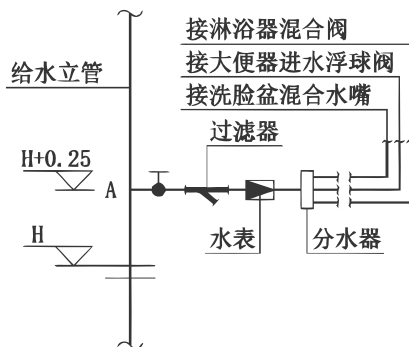 接淋浴器混合阀
接大便器进水浮球阀
给水立管
接洗脸盆混合水嘴
过滤器
H+0.25
A
水表
分水器
H